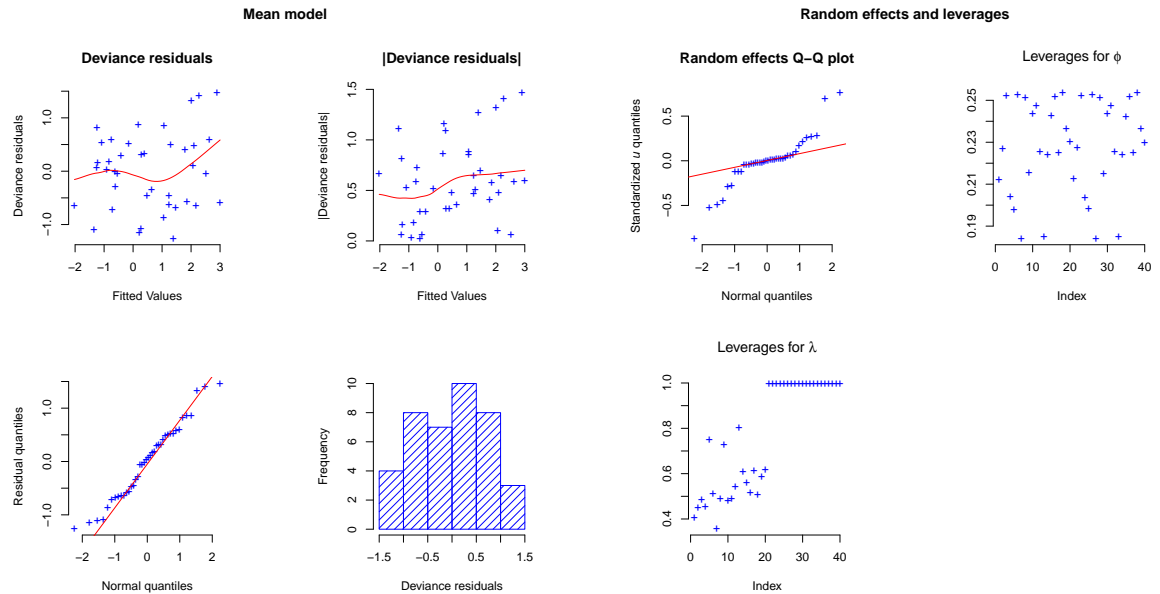 Mean model
Random effects and leverages
Deviance residuals
|Deviance residuals|
Random effects Q−Q plot
Leverages for ϕ
Deviance residuals
−1.0
0.0
1.0
−2 −1 0 1 2 3
Fitted Values
|Deviance residuals|
0.0
0.5
1.0
1.5
−2 −1 0 1 2 3
Fitted Values
Standardized u quantiles
−0.5
0.0
0.5
−2 −1 0 1 2
Normal quantiles
0.19
0.21
0.23
0.25
0 10 20 30 40
Index
Leverages for λ
Residual quantiles
−1.0
0.0
1.0
−2 −1 0 1 2
Normal quantiles
Frequency
0
2
4
6
8
10
−1.5 −0.5 0.5 1.5
Deviance residuals
0.4
0.6
0.8
1.0
0 10 20 30 40
Index